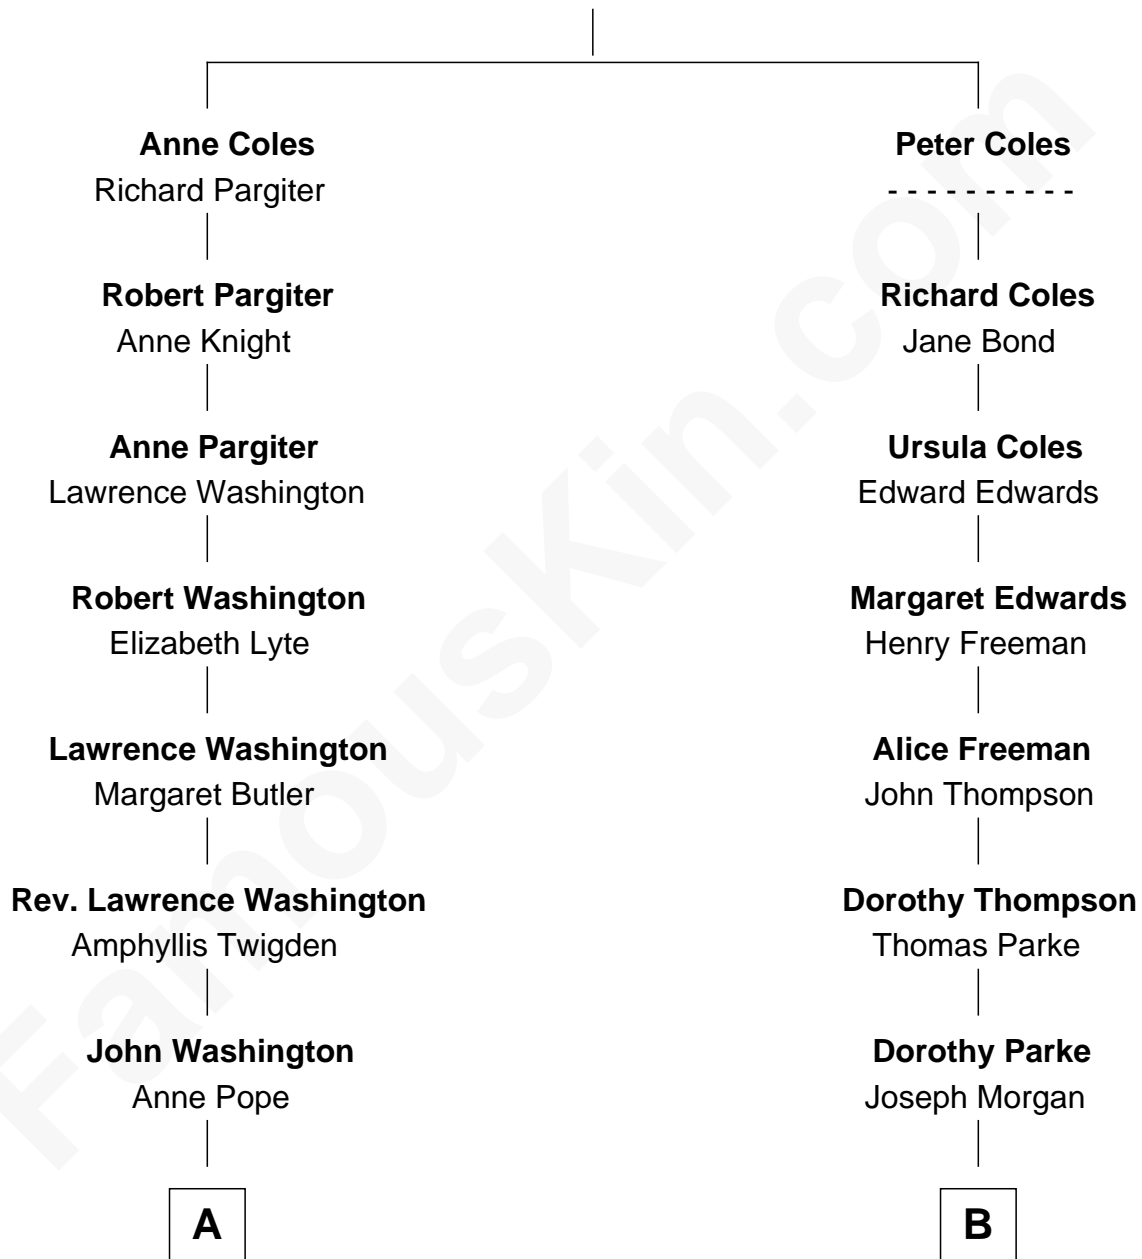 Anne Coles
Richard Pargiter
Robert Pargiter
Anne Knight
Anne Pargiter
Lawrence Washington
Robert Washington
Elizabeth Lyte
Lawrence Washington
Margaret Butler
Rev. Lawrence Washington
Amphyllis Twigden
John Washington
Anne Pope
A
Peter Coles
- - - - - - - - - -
Richard Coles
Jane Bond
Ursula Coles
Edward Edwards
Margaret Edwards
Henry Freeman
Alice Freeman
John Thompson
Dorothy Thompson
Thomas Parke
Dorothy Parke
Joseph Morgan
B
FamousKin.com